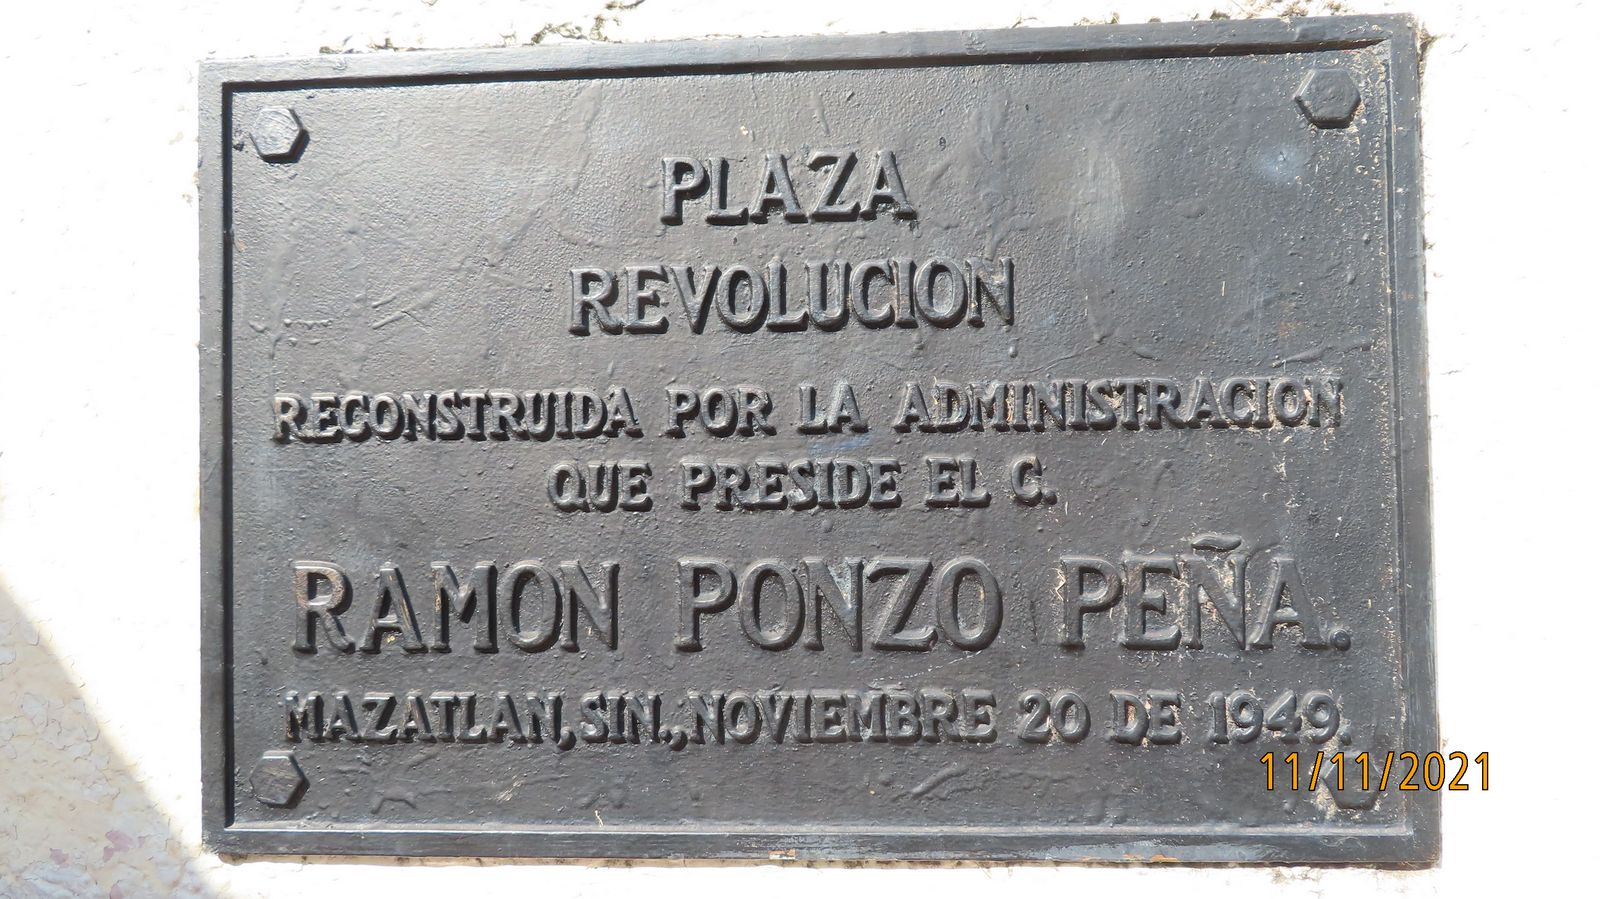 PLAZA
REVOLUCION
RECONSTRUIDA POR LA ADMINISTRACION
QUE PRESIDE EL C.
RAMON PONZO PEÑA.
MAZATLAN, SIN., NOVIEMBRE 20 DE 1949.
11/11/2021